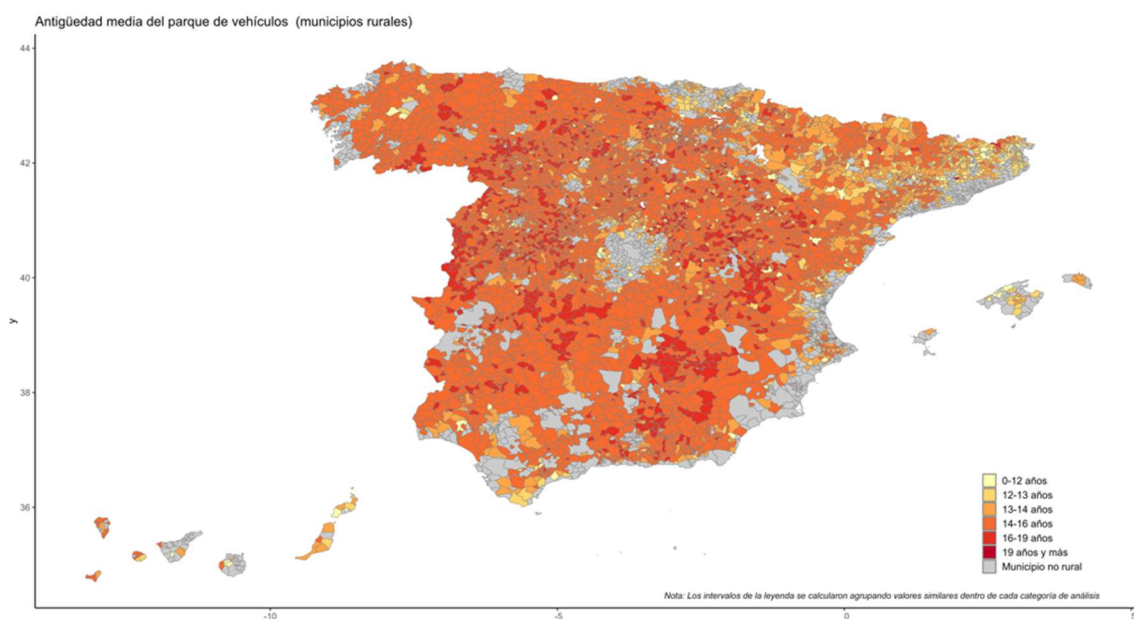 Antigüedad media del parque de vehículos (municipios rurales)
44
42
40
y
38
36
0-12 años
12-13 años
13-14 años
14-16 años
16-19 años
19 años y más
Municipio no rural
Nota: Los intervalos de la leyenda se calcularon agrupando valores similares dentro de cada categoría de análisis
-10
-5
0
5